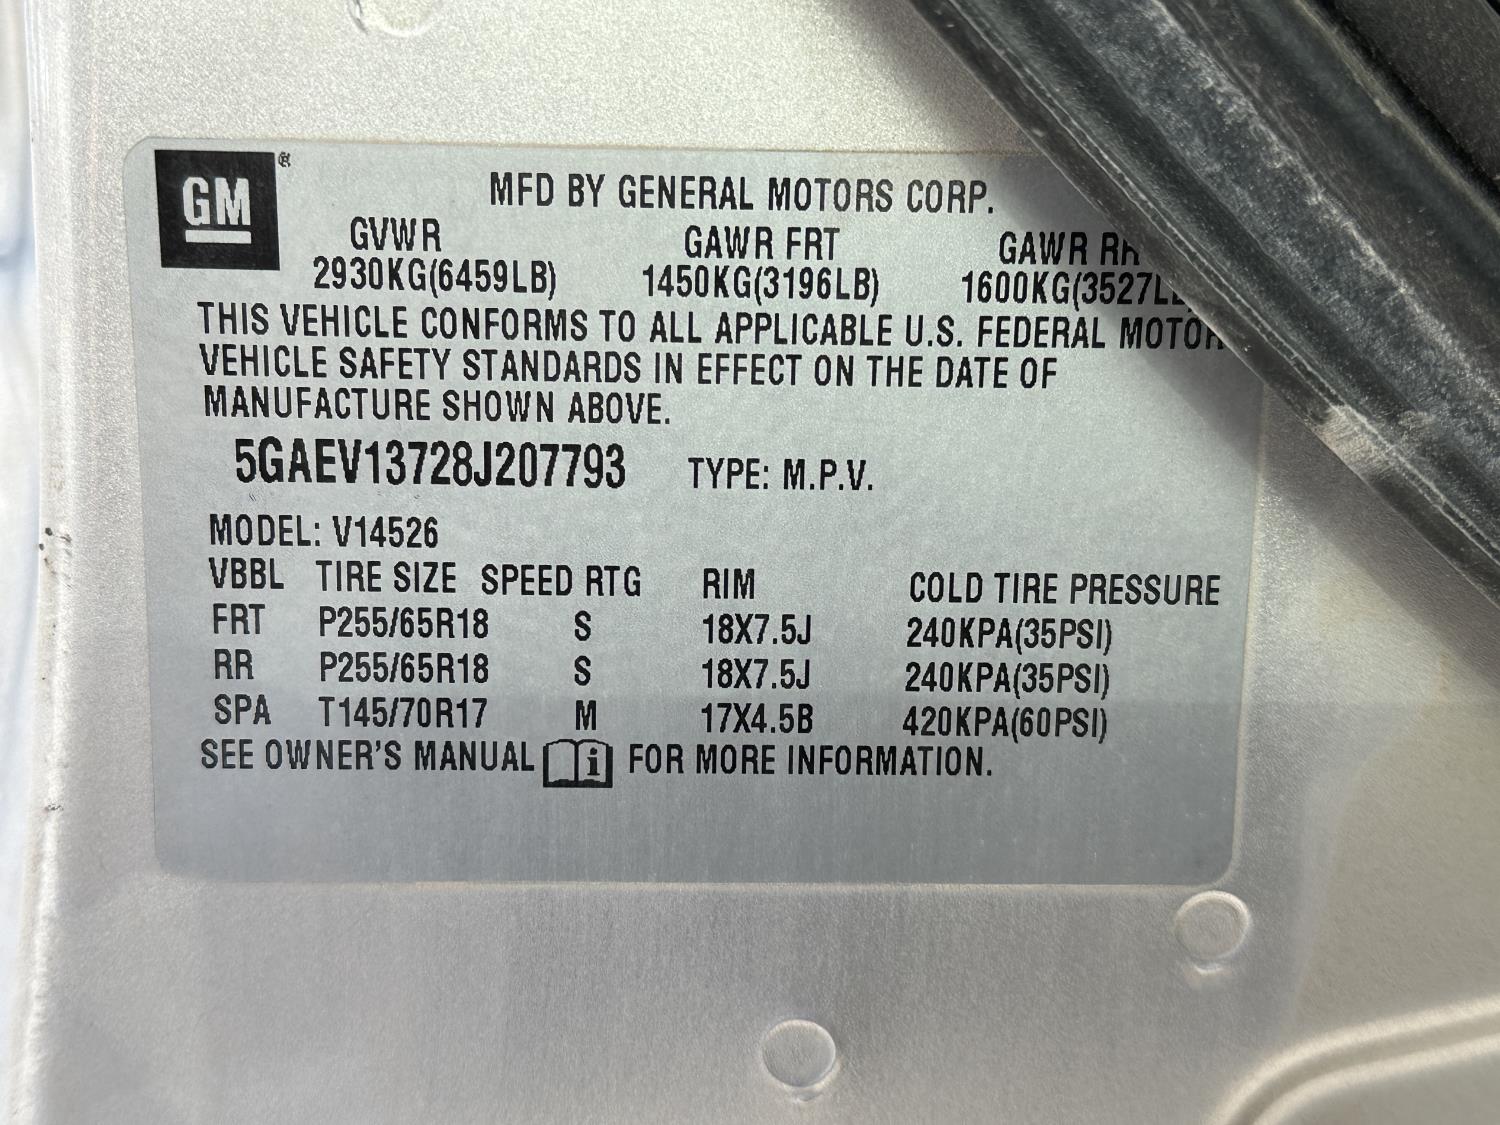 GM ®
MFD BY GENERAL MOTORS CORP.
GVWR GAWR FRT GAWR RR
2930KG(6459LB) 1450KG(3196LB) 1600KG(3527LB
THIS VEHICLE CONFORMS TO ALL APPLICABLE U.S. FEDERAL MOTOR
VEHICLE SAFETY STANDARDS IN EFFECT ON THE DATE OF
MANUFACTURE SHOWN ABOVE.
5GAEV13728J207793 TYPE: M.P.V.
MODEL: V14526
VBBL TIRE SIZE SPEED RTG RIM COLD TIRE PRESSURE
FRT P255/65R18 S 18X7.5J 240KPA(35PSI)
RR P255/65R18 S 18X7.5J 240KPA(35PSI)
SPA T145/70R17 M 17X4.5B 420KPA(60PSI)
SEE OWNER'S MANUAL i FOR MORE INFORMATION.